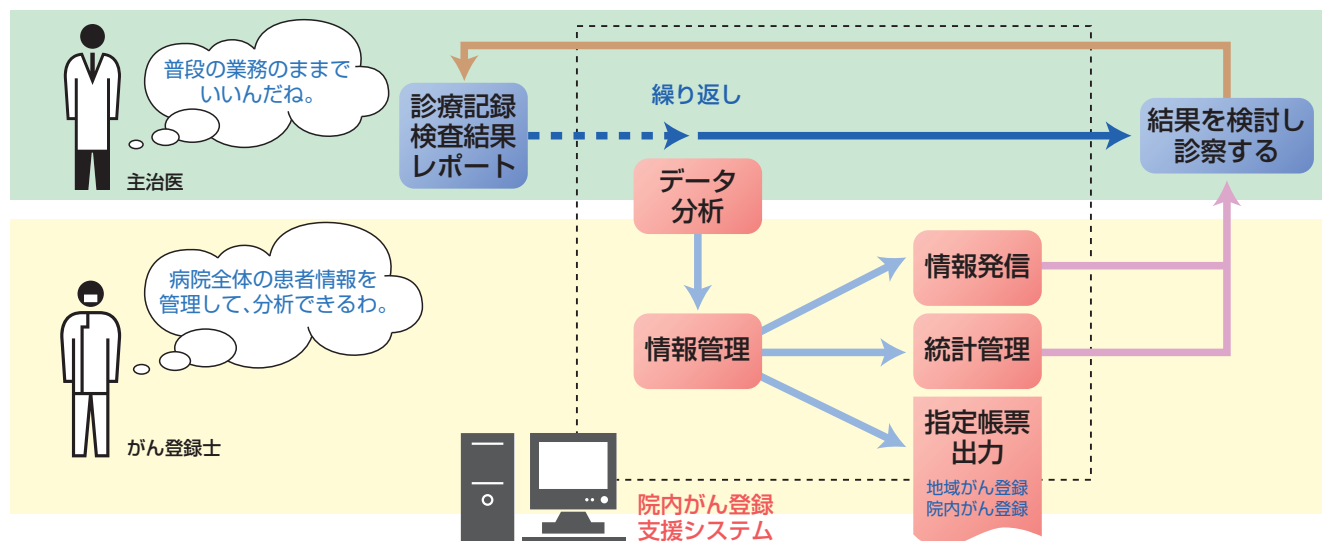 普段の業務のままで
いいんだね。
主治医
診療記録
検査結果
レポート
繰り返し
結果を検討し
診察する
データ
分析
病院全体の患者情報を
管理して、分析できるわ。
がん登録士
情報管理
情報発信
統計管理
指定帳票
出力
地域がん登録
院内がん登録
院内がん登録
支援システム